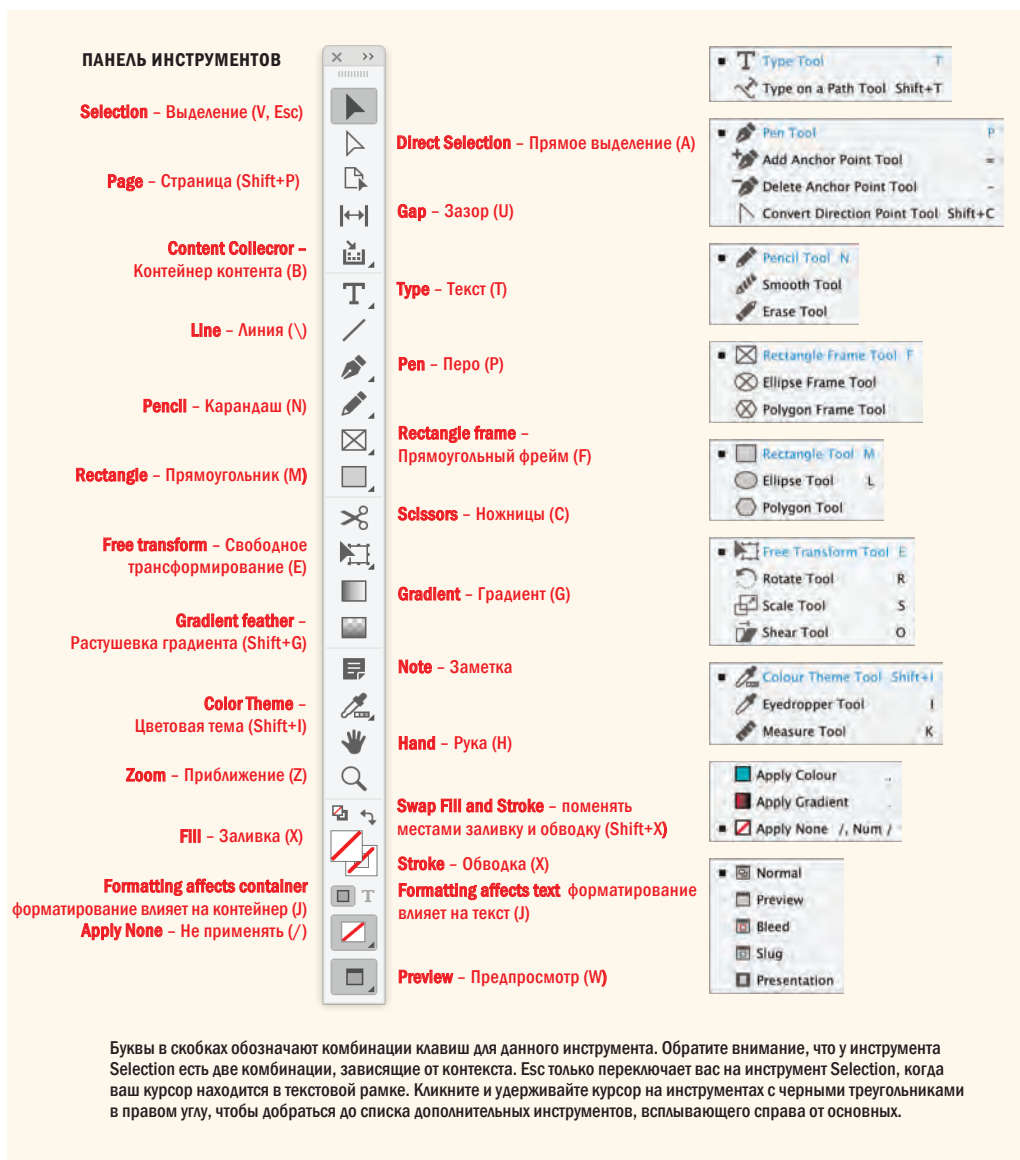 ПАНЕЛЬ ИНСТРУМЕНТОВ
Selection – Выделение (V, Esc)
Direct Selection – Прямое выделение (A)
Page – Страница (Shift+P)
Gap – Зазор (U)
Content Collecror –
Контейнер контента (B)
Type – Текст (T)
Line – Линия (\)
Pen – Перо (P)
Pencil – Карандаш (N)
Rectangle frame –
Прямоугольный фрейм (F)
Rectangle – Прямоугольник (M)
Scissors – Ножницы (C)
Free transform – Свободное
трансформирование (E)
Gradient – Градиент (G)
Gradient feather –
Растушевка градиента (Shift+G)
Note – Заметка
Color Theme –
Цветовая тема (Shift+I)
Hand – Рука (H)
Zoom – Приближение (Z)
Swap Fill and Stroke – поменять
местами заливку и обводку (Shift+X)
Fill – Заливка (X)
Stroke – Обводка (X)
Formatting affects container
форматирование влияет на контейнер (J)
Formatting affects text форматирование
влияет на текст (J)
Apply None – Не применять (/)
Preview – Предпросмотр (W)
T Type Tool T
Type on a Path Tool Shift+T
Pen Tool P
Add Anchor Point Tool =
Delete Anchor Point Tool –
Convert Direction Point Tool Shift+C
Pencil Tool N
Smooth Tool
Erase Tool
Rectangle Frame Tool F
Ellipse Frame Tool
Polygon Frame Tool
Rectangle Tool M
Ellipse Tool L
Polygon Tool
Free Transform Tool E
Rotate Tool R
Scale Tool S
Shear Tool O
Colour Theme Tool Shift+I
Eyedropper Tool I
Measure Tool K
Apply Colour
Apply Gradient .
Apply None /, Num /
Normal
Preview
Bleed
Slug
Presentation
Буквы в скобках обозначают комбинации клавиш для данного инструмента. Обратите внимание, что у инструмента
Selection есть две комбинации, зависящие от контекста. Esc только переключает вас на инструмент Selection, когда
ваш курсор находится в текстовой рамке. Кликните и удерживайте курсор на инструментах с черными треугольниками
в правом углу, чтобы добраться до списка дополнительных инструментов, всплывающего справа от основных.